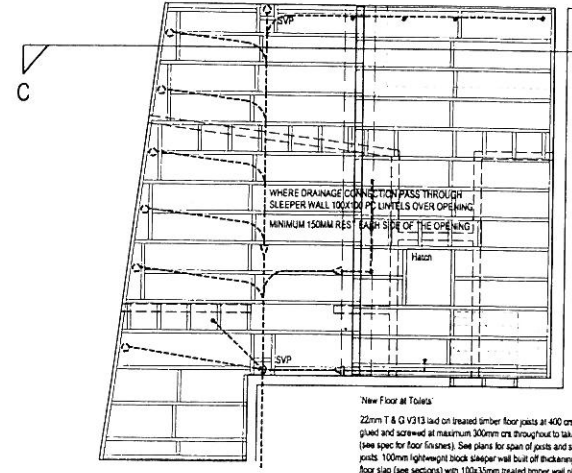 SVP
C
WHERE DRAINAGE CONNECTION PASS THROUGH
SLEEPER WALL 100X100 PC LINTELS OVER OPENING
MINIMUM 150MM REST EACH SIDE OF THE OPENING
Hatch
SVP
'New Floor at Toilets'
22mm T & G V313 laid on treated timber floor joists at 400 crs
glued and screwed at maximum 300mm crs throughout to
(see spec for floor finishes). See plans for span of joists and
joists. 100mm lightweight block sleeper wall built off thickening
floor slab (see sections) with 100x35mm treated timber wall